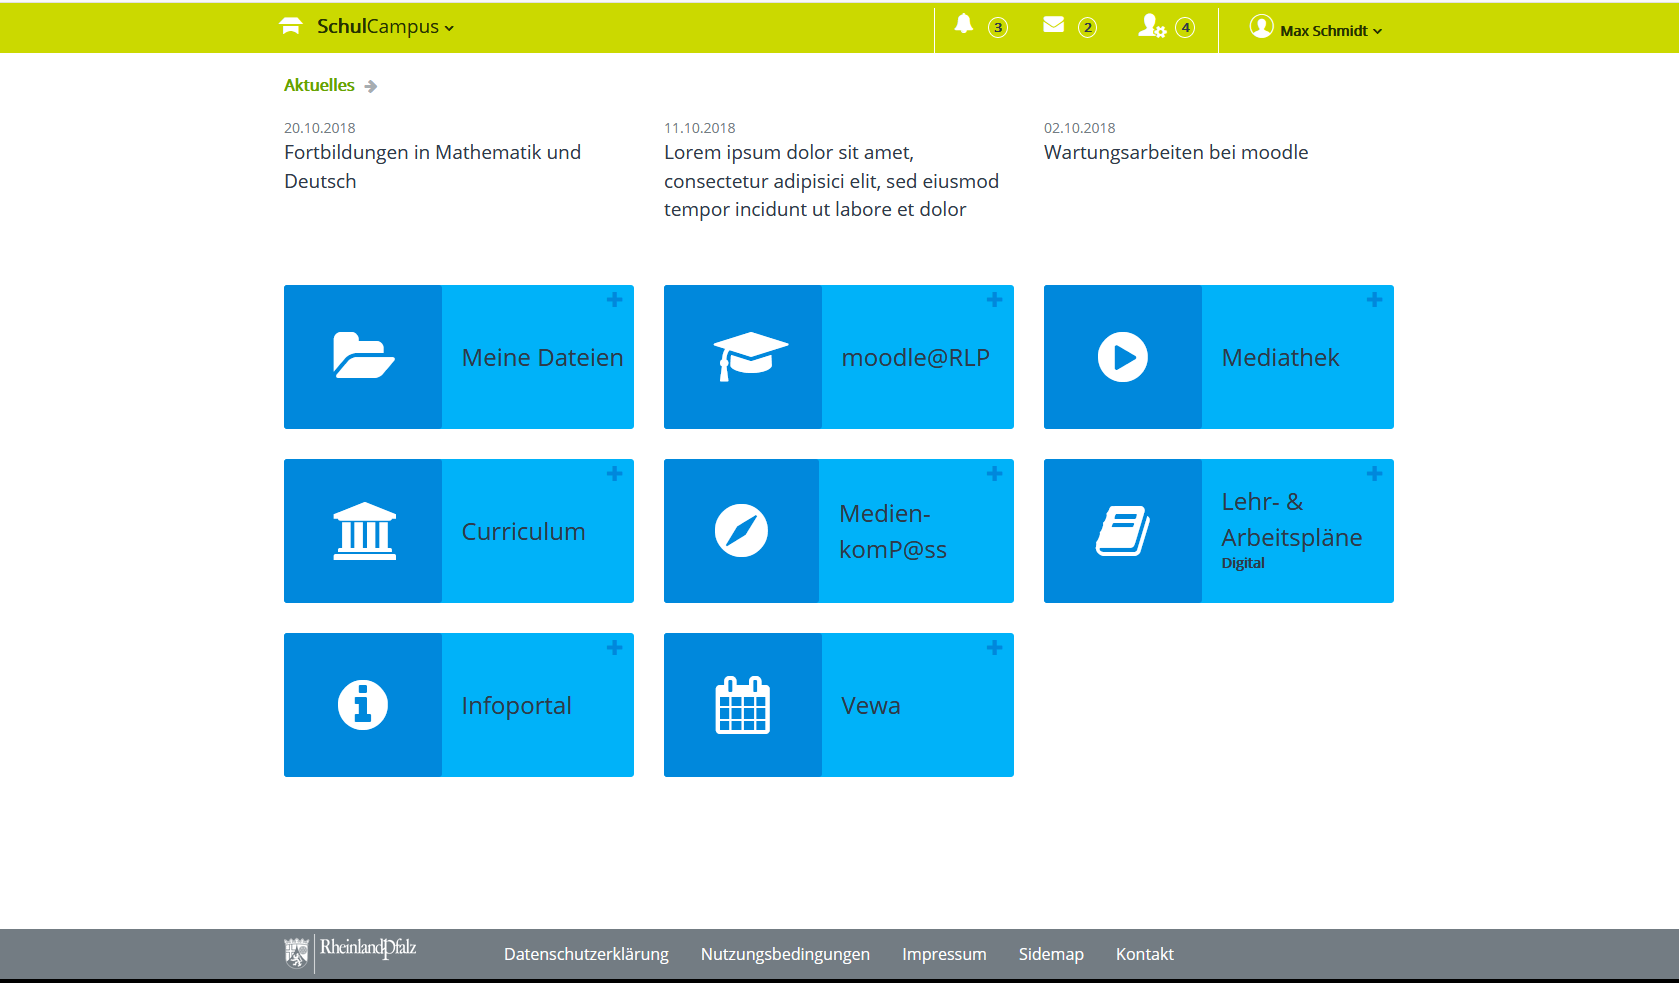 SchulCampus
3
2
4
Max Schmidt
Aktuelles
20.10.2018
Fortbildungen in Mathematik und
Deutsch
11.10.2018
Lorem ipsum dolor sit amet,
consectetur adipisici elit, sed eiusmod
tempor incidunt ut labore et dolor
02.10.2018
Wartungsarbeiten bei moodle
Meine Dateien
moodle@RLP
Mediathek
Curriculum
Medien-
komP@ss
Lehr- &
Arbeitspläne
Digital
Infoportal
Vewa
RheinlandPfalz
Datenschutzerklärung
Nutzungsbedingungen
Impressum
Sidemap
Kontakt